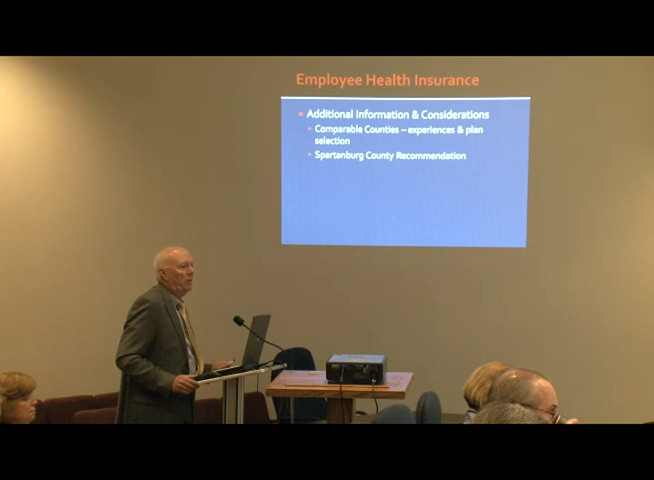 Employee Health Insurance
Additional Information & Considerations
Comparable Counties – experiences & plan
selection
Spartanburg County Recommendation